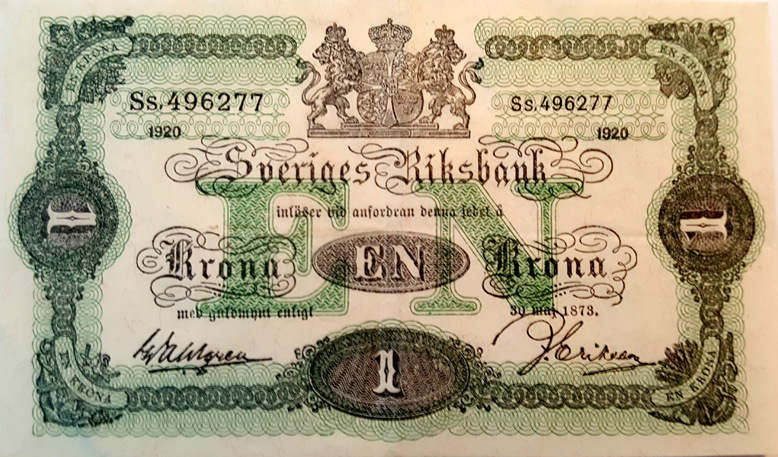 EN KRONA EN KRONA
Ss.496277 Ss.496277
1920 1920
Sveriges Riksbank
inlöser vid anfordran denna sedel å
1 1
Krona EN Krona
EN
med guldmynt enligt 30 maj 1873.
1
EN KRONA EN KRONA